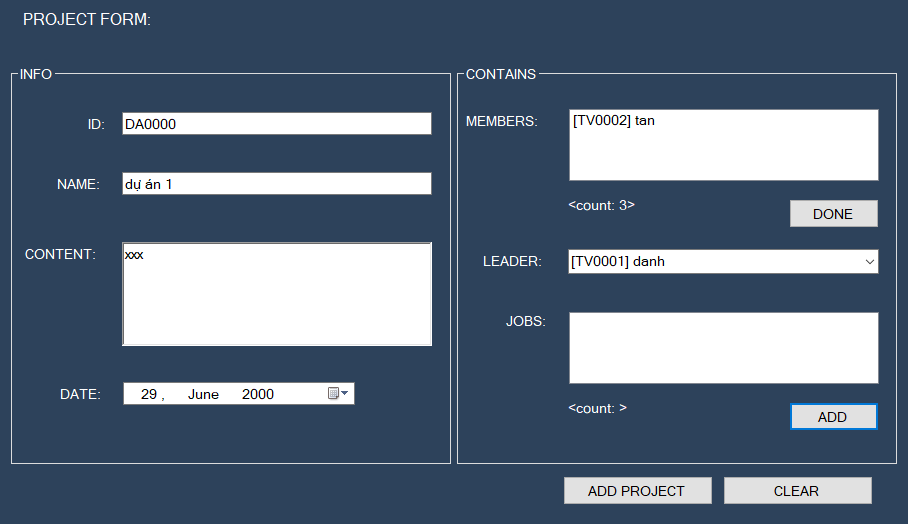 PROJECT FORM:
INFO
ID: DA0000
NAME: dự án 1
CONTENT: xxx
DATE: 29 , June 2000
CONTAINS
MEMBERS: [TV0002] tan
<count: 3>
DONE
LEADER: [TV0001] danh
JOBS:
<count: >
ADD
ADD PROJECT CLEAR